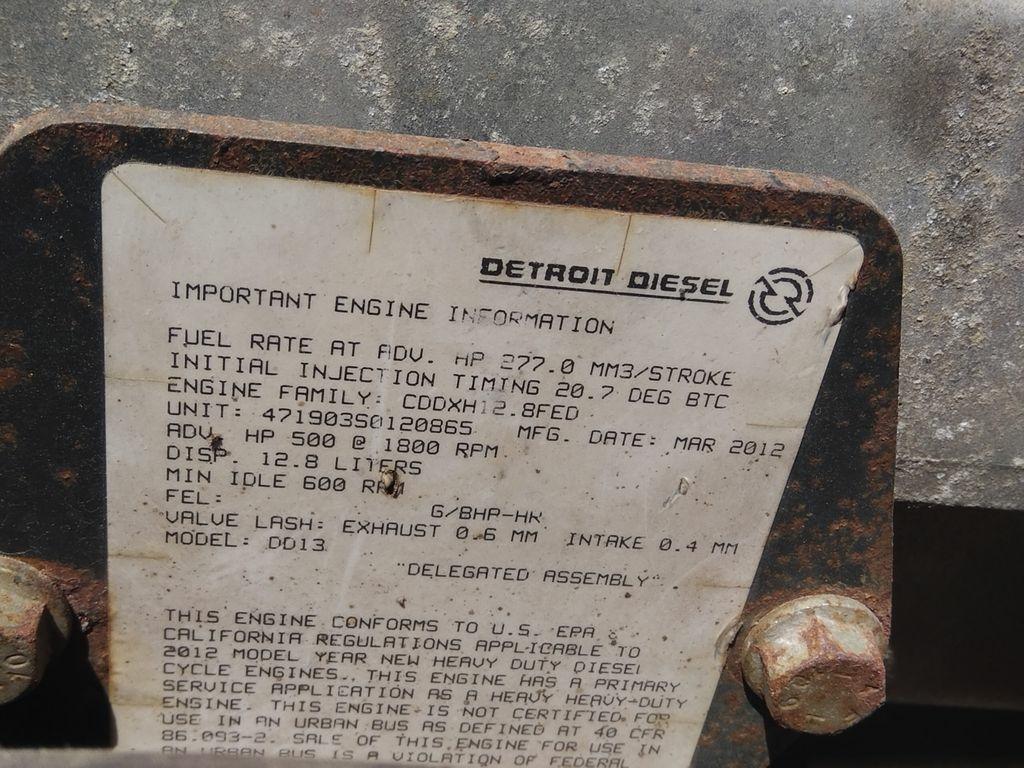 DETROIT DIESEL
IMPORTANT ENGINE INFORMATION
FUEL RATE AT ADV. HP 277.0 MM3/STROKE
INITIAL INJECTION TIMING 20.7 DEG BTC
ENGINE FAMILY: CDDXH12.8FED
UNIT: 471903S0120865 MFG. DATE: MAR 2012
ADV. HP 500 @ 1800 RPM
DISP. 12.8 LITERS
MIN IDLE 600 RPM
FEL: G/BHP-HR
VALVE LASH: EXHAUST 0.6 MM INTAKE 0.4 MM
MODEL: DD13
"DELEGATED ASSEMBLY"
THIS ENGINE CONFORMS TO U.S. EPA &
CALIFORNIA REGULATIONS APPLICABLE TO
2012 MODEL YEAR NEW HEAVY DUTY DIESEL
CYCLE ENGINES. THIS ENGINE HAS A PRIMARY
SERVICE APPLICATION AS A HEAVY HEAVY-DUTY
ENGINE. THIS ENGINE IS NOT CERTIFIED FOR
USE IN AN URBAN BUS AS DEFINED AT 40 CFR
86.093-2. SALE OF THIS ENGINE FOR USE IN
AN URBAN BUS IS A VIOLATION OF FEDERAL